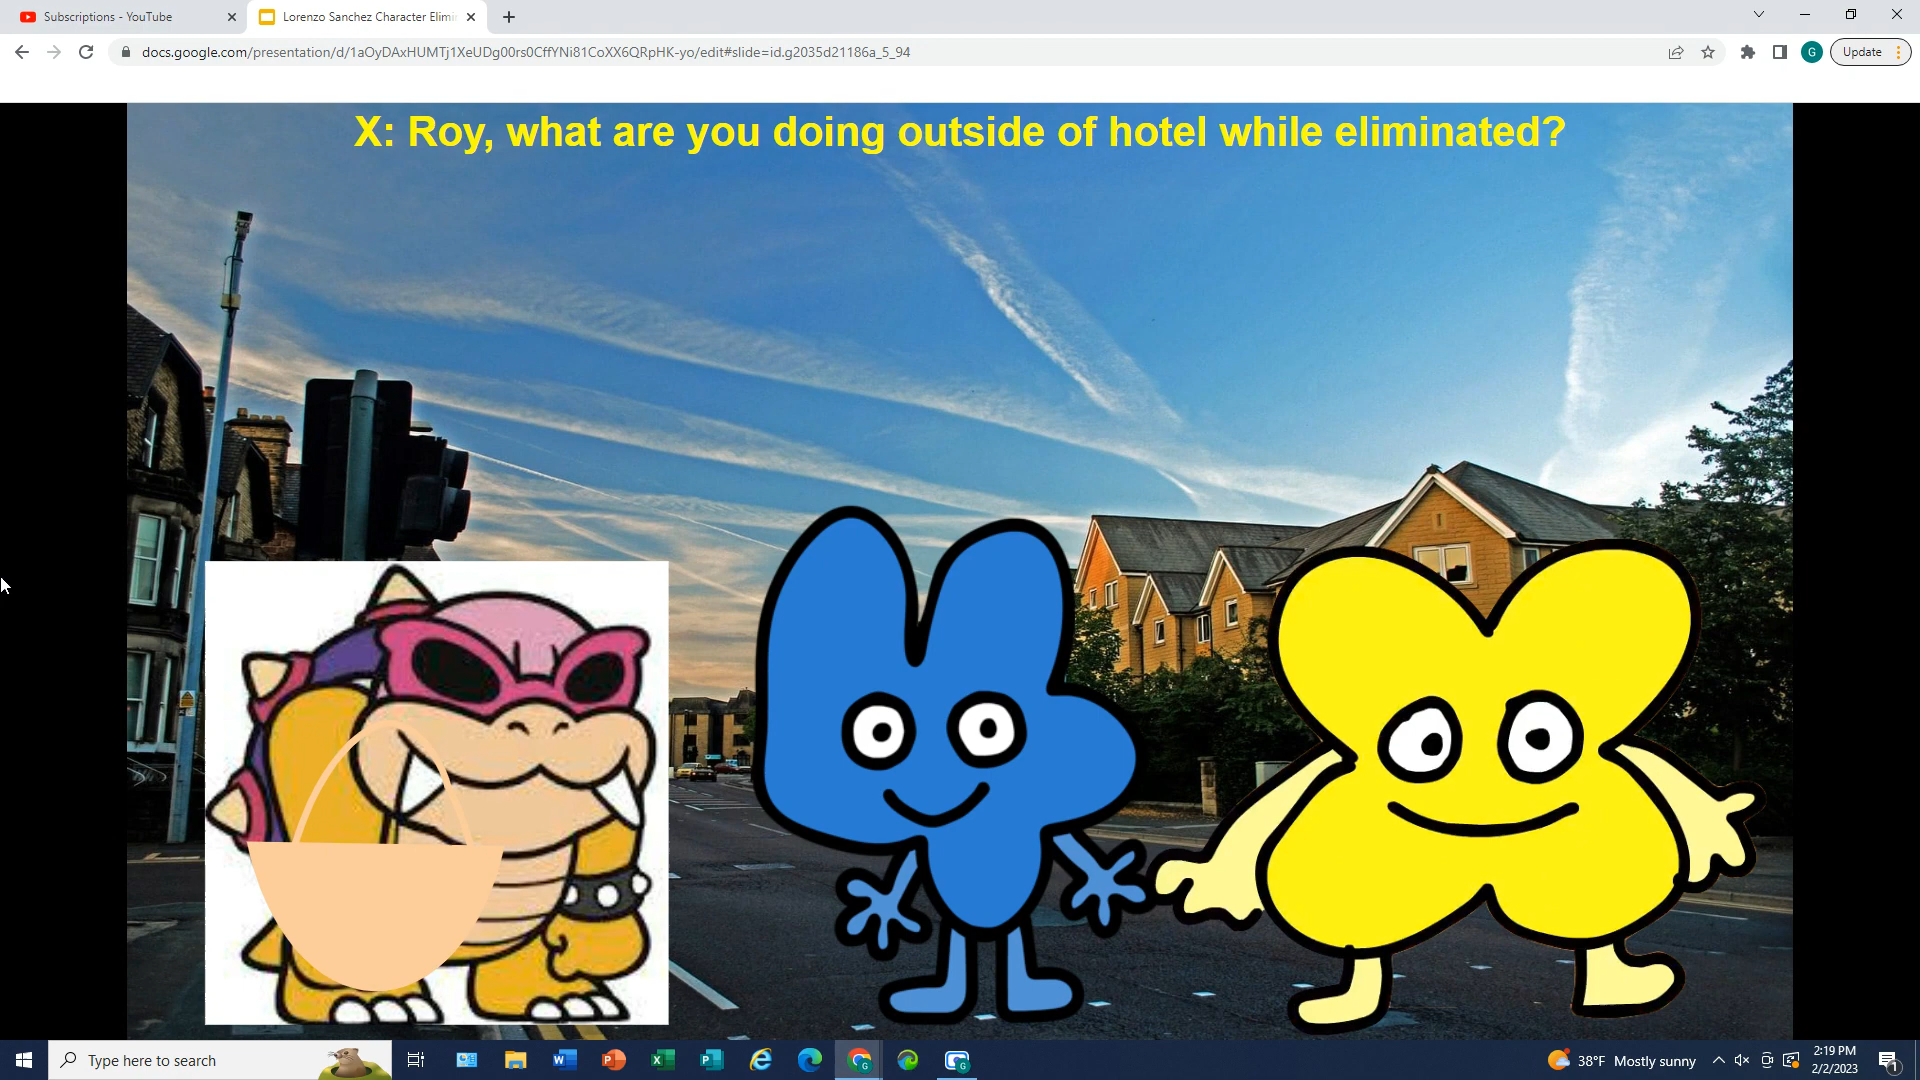 Subscriptions - YouTube
Lorenzo Sanchez Character Elimi
docs.google.com/presentation/d/1aOyDAxHUMTj1XeUDg00rs0CffYNi81CoXX6QRpHK-yo/edit#slide=id.g2035d21186a_5_94
G
Update
X: Roy, what are you doing outside of hotel while eliminated?
Type here to search
38°F Mostly sunny
2:19 PM
2/2/2023
1